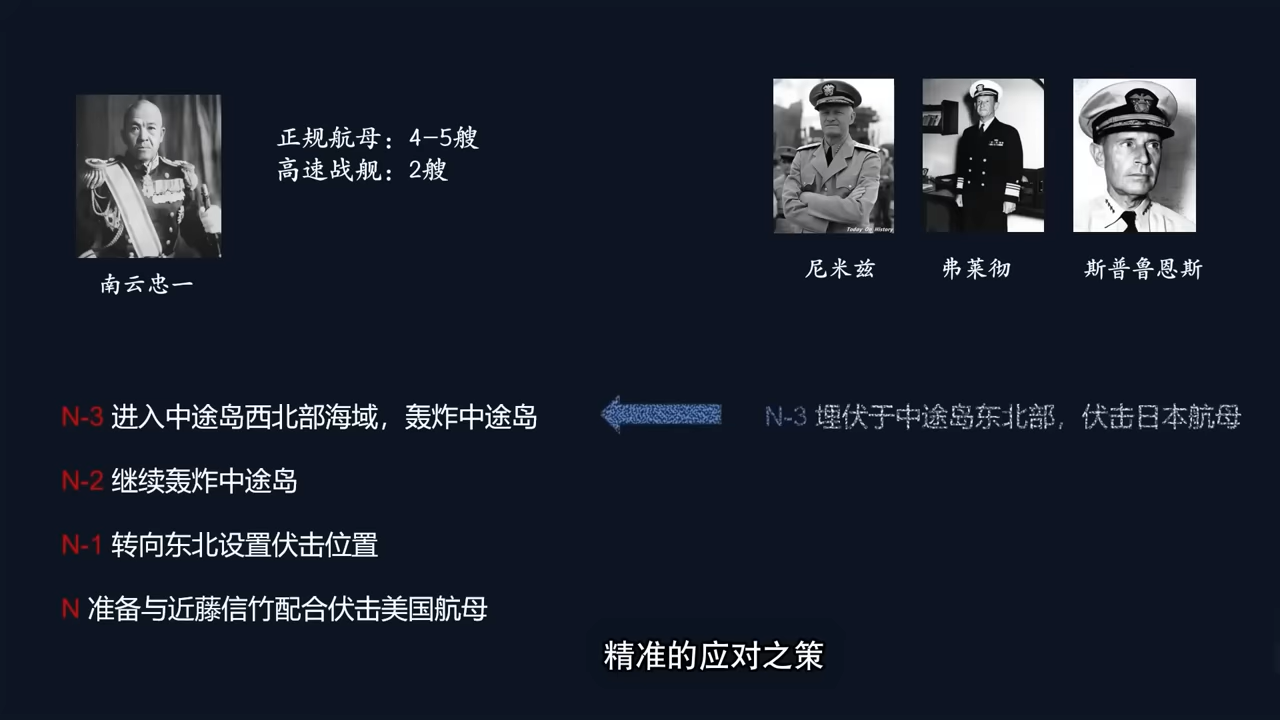 正规航母：4-5艘
高速战舰：2艘
Today On History
南云忠一
尼米兹
弗莱彻
斯普鲁恩斯
N-3 进入中途岛西北部海域，轰炸中途岛
N-3 埋伏于中途岛东北部，伏击日本航母
N-2 继续轰炸中途岛
N-1 转向东北设置伏击位置
N 准备与近藤信竹配合伏击美国航母
精准的应对之策